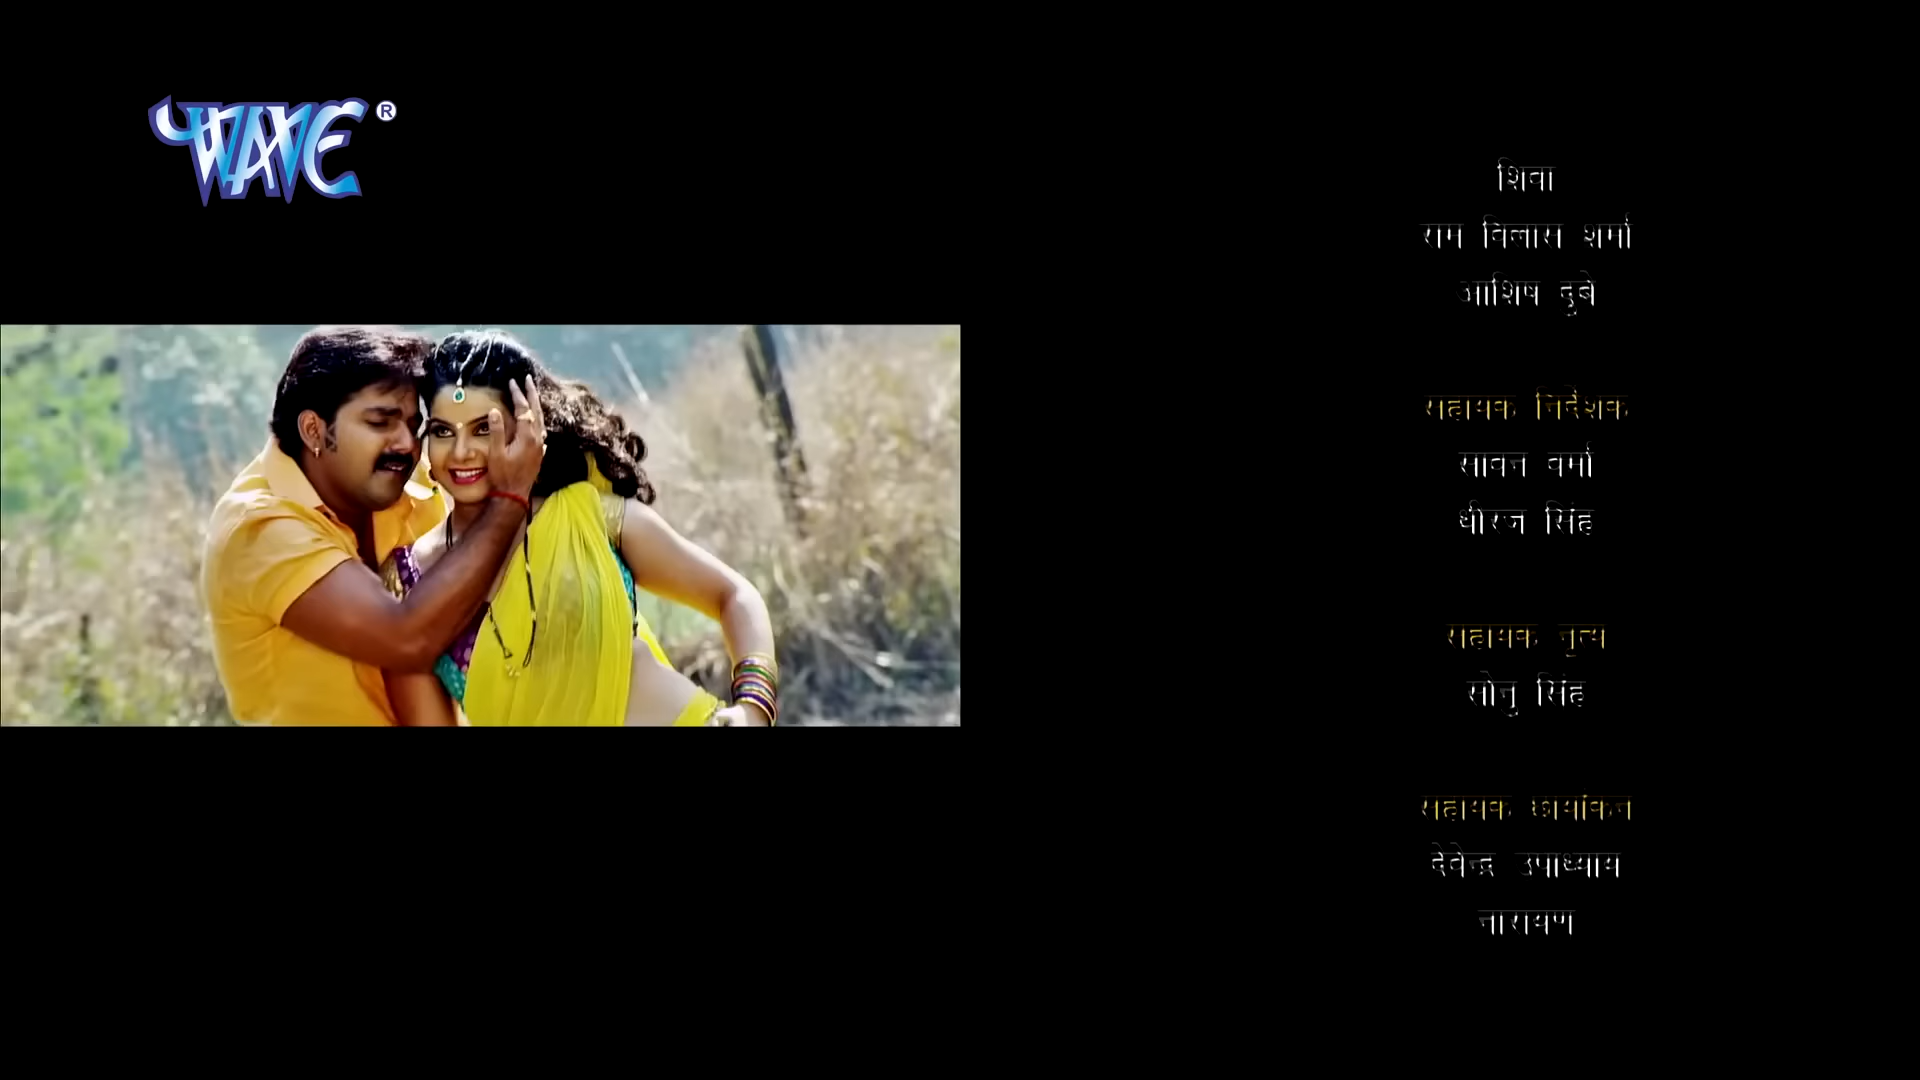 WAVE ®
शिवा
राम विलास शर्मा
आशिष दुबे
सहायक निर्देशक
सावन वर्मा
धीरज सिंह
सहायक नृत्य
सोनु सिंह
सहायक छायांकन
देवेन्द्र उपाध्याय
नारायण